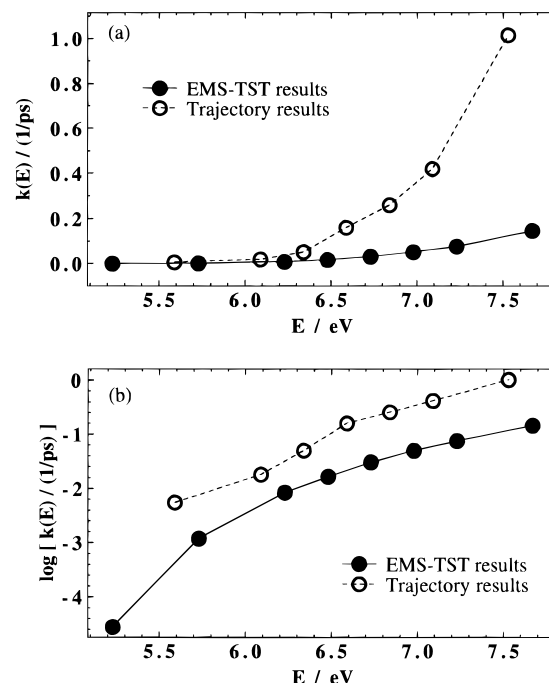 (a)
1.0
0.8
0.6
0.4
0.2
0.0
k(E) / (1/ps)
EMS-TST results
Trajectory results
5.5 6.0 6.5 7.0 7.5
E / eV
(b)
0
-1
-2
-3
-4
log [ k(E) / (1/ps) ]
EMS-TST results
Trajectory results
5.5 6.0 6.5 7.0 7.5
E / eV